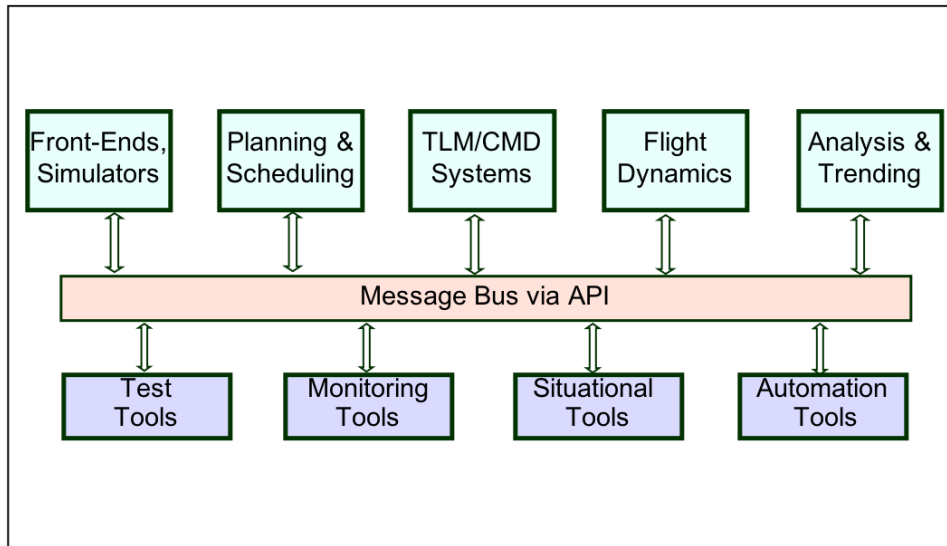 Front-Ends,
Simulators
Planning &
Scheduling
TLM/CMD
Systems
Flight
Dynamics
Analysis &
Trending
Message Bus via API
Test
Tools
Monitoring
Tools
Situational
Tools
Automation
Tools